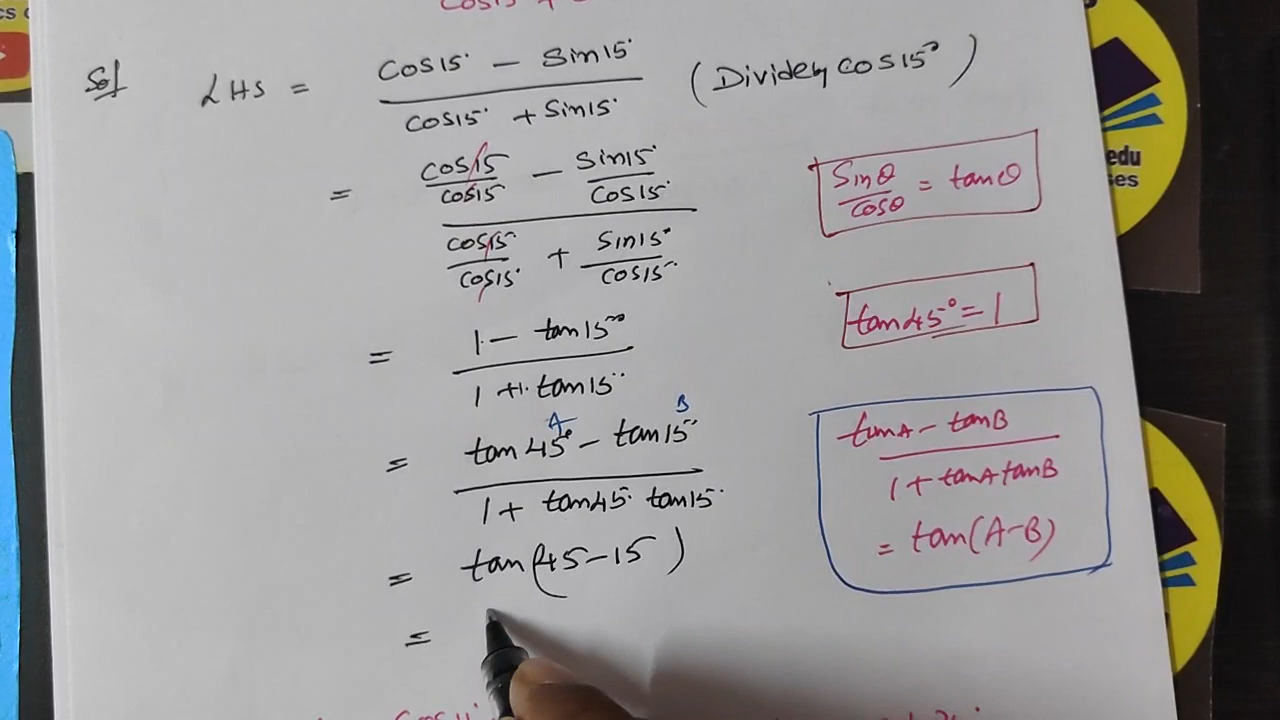 Sol LHS = cos15° - sin15° / cos15° + sin15° (Divide by cos15°)
= cos15/cos15 - sin15°/cos15° / cos15°/cos15° + sin15°/cos15°
sinθ/cosθ = tanθ
= 1 - tan15° / 1 + 1. tan15°
tan45° = 1
A B
= tan45° - tan15° / 1 + tan45° tan15°
tanA - tanB / 1 + tanA tanB
= tan(A-B)
= tan(45-15)
=
edu